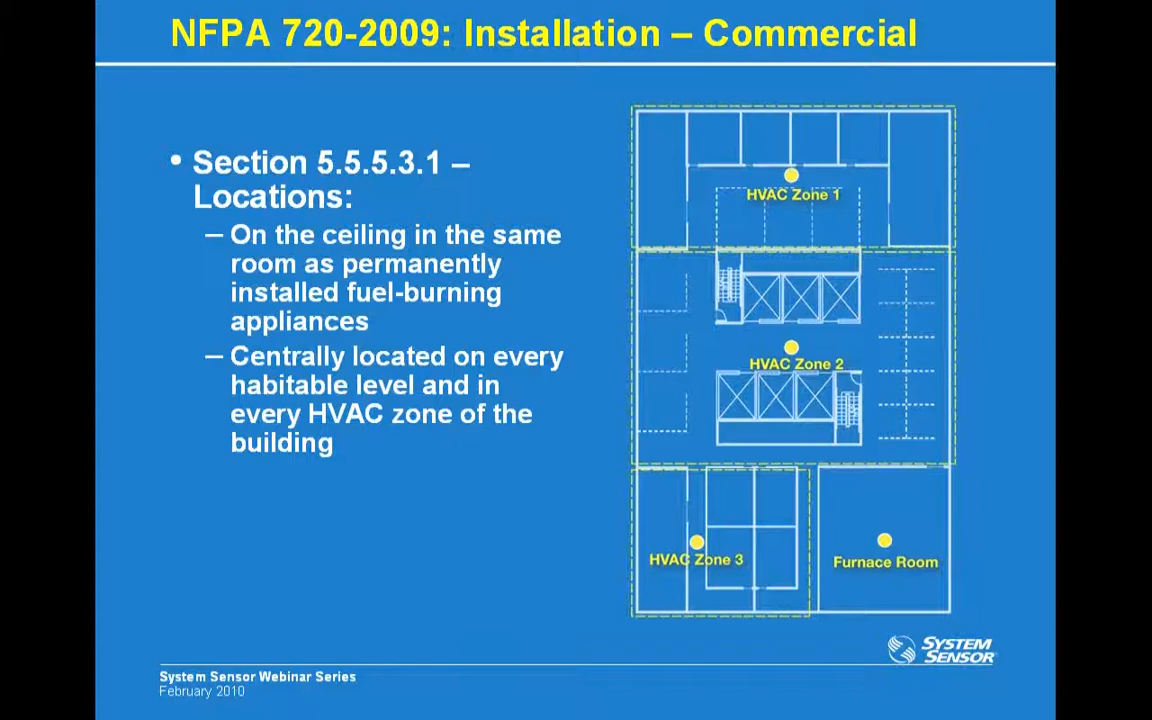 NFPA 720-2009: Installation – Commercial
• Section 5.5.5.3.1 –
Locations:
– On the ceiling in the same
room as permanently
installed fuel-burning
appliances
– Centrally located on every
habitable level and in
every HVAC zone of the
building
HVAC Zone 1
HVAC Zone 2
HVAC Zone 3
Furnace Room
System Sensor Webinar Series
February 2010
SYSTEM
SENSOR